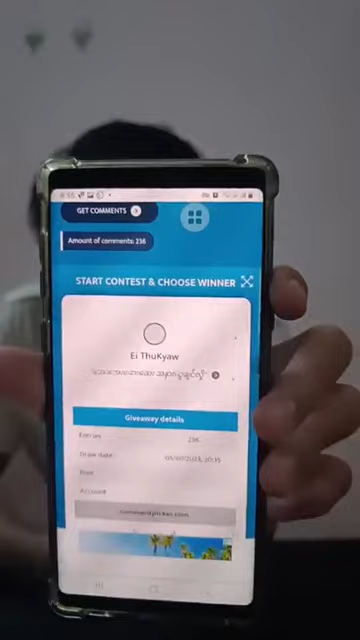 GET COMMENTS
Amount of comments: 236
START CONTEST & CHOOSE WINNER
Ei ThuKyaw
Giveaway details
Entries 236
Draw date:
Post
Account
commentpicker.com